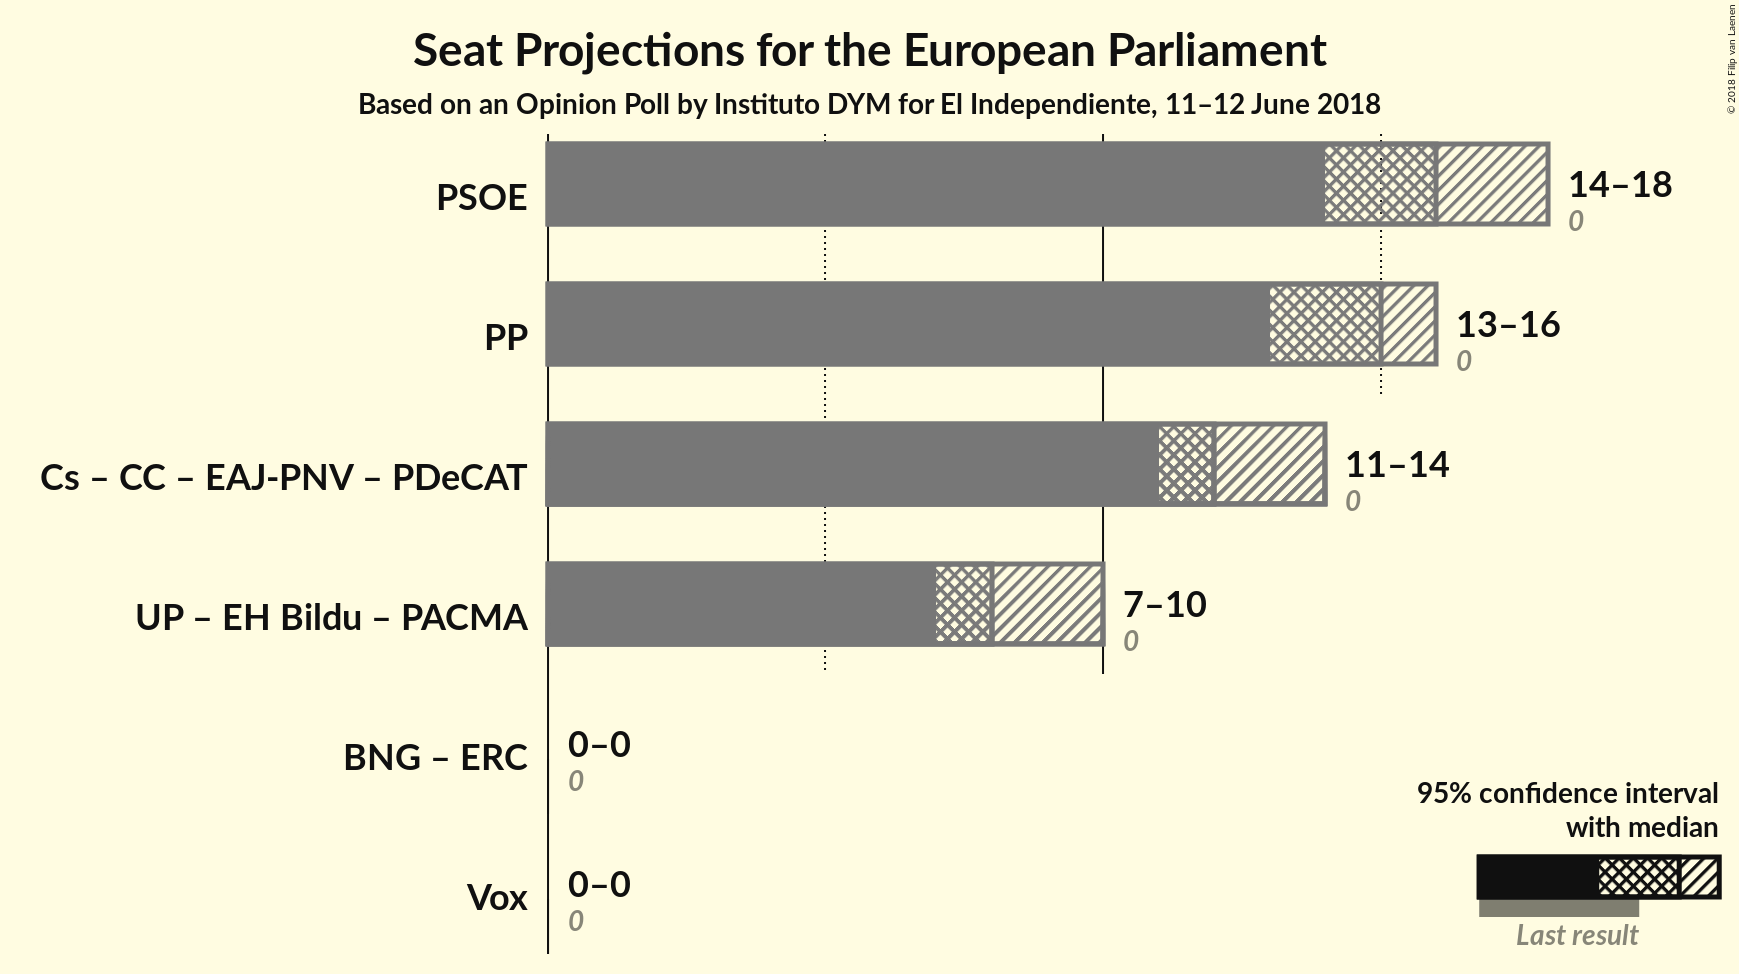 Seat Projections for the European Parliament
Based on an Opinion Poll by Instituto DYM for El Independiente, 11–12 June 2018
© 2018 Filip van Laenen
PSOE
14–18
0
PP
13–16
0
Cs – CC – EAJ-PNV – PDeCAT
11–14
0
UP – EH Bildu – PACMA
7–10
0
BNG – ERC
0–0
0
Vox
0–0
0
95% confidence interval
with median
Last result